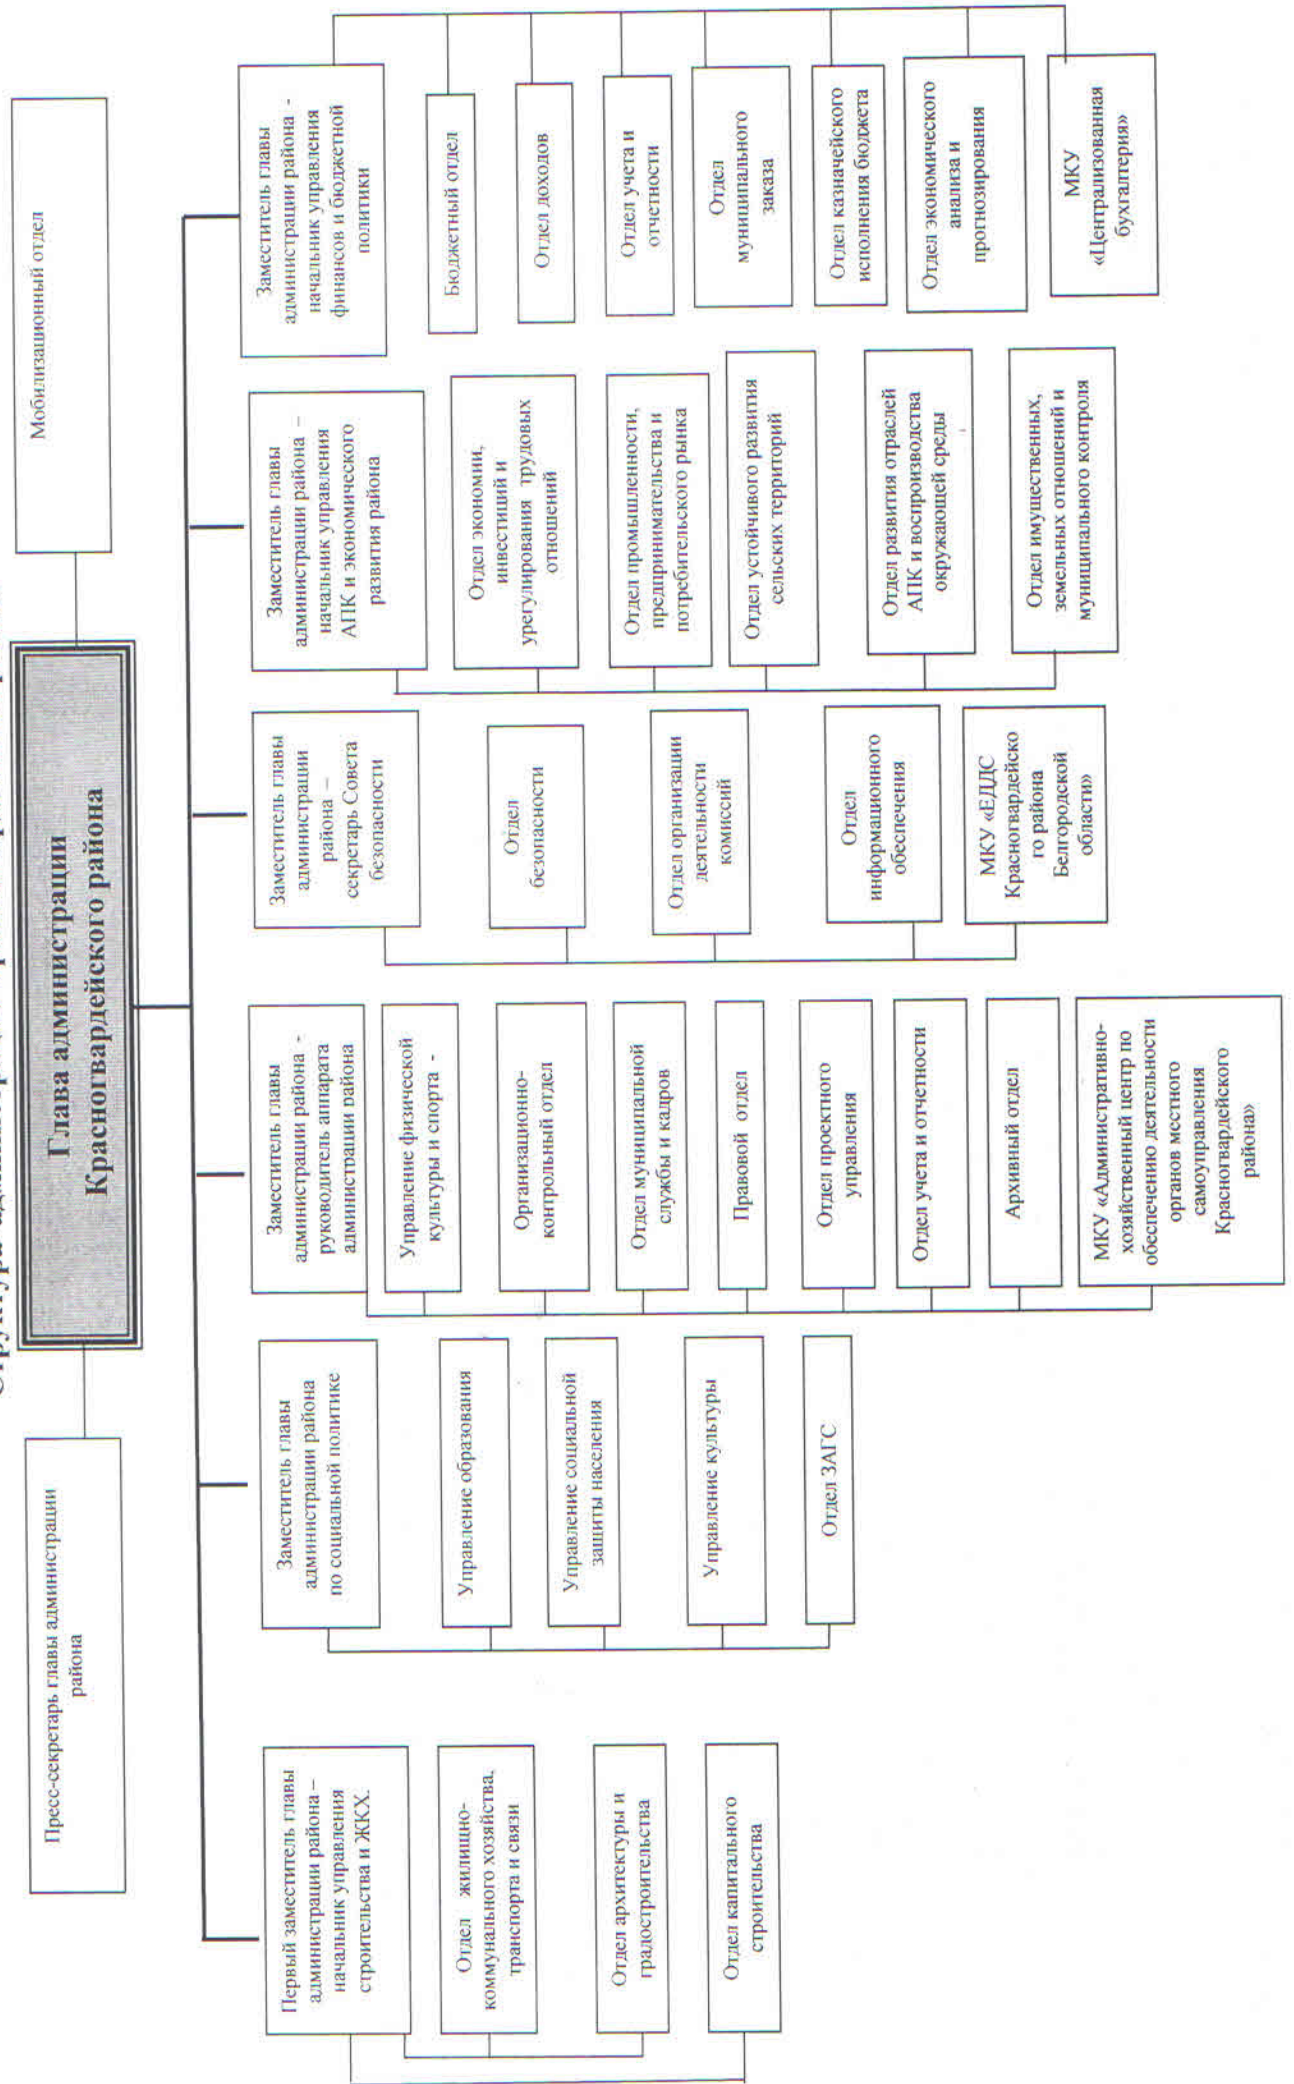 Структура администрации
Пресс-секретарь главы администрации
района
Глава администрации
Красногвардейского района
Мобилизационный отдел
Первый заместитель главы
администрации района –
начальник управления
строительства и ЖКХ.
Отдел жилищно-
коммунального хозяйства,
транспорта и связи
Отдел архитектуры и
градостроительства
Отдел капитального
строительства
Заместитель главы
администрации района
по социальной политике
Управление образования
Управление социальной
защиты населения
Управление культуры
Отдел ЗАГС
Заместитель главы
администрации района -
руководитель аппарата
администрации района
Управление физической
культуры и спорта -
Организационно-
контрольный отдел
Отдел муниципальной
службы и кадров
Правовой отдел
Отдел проектного
управления
Отдел учета и отчетности
Архивный отдел
МКУ «Административно-
хозяйственный центр по
обеспечению деятельности
органов местного
самоуправления
Красногвардейского
района»
Заместитель главы
администрации
района –
секретарь Совета
безопасности
Отдел
безопасности
Отдел организации
деятельности
комиссий
Отдел
информационного
обеспечения
МКУ «ЕДДС
Красногвардейско
го района
Белгородской
области»
Заместитель главы
администрации района –
начальник управления
АПК и экономического
развития района
Отдел экономии,
инвестиций и
урегулирования трудовых
отношений
Отдел промышленности,
предпринимательства и
потребительского рынка
Отдел устойчивого развития
сельских территорий
Отдел развития отраслей
АПК и воспроизводства
окружающей среды
Отдел имущественных,
земельных отношений и
муниципального контроля
Заместитель главы
администрации района -
начальник управления
финансов и бюджетной
политики
Бюджетный отдел
Отдел доходов
Отдел учета и
отчетности
Отдел
муниципального
заказа
Отдел казначейского
исполнения бюджета
Отдел экономического
анализа и
прогнозирования
МКУ
«Централизованная
бухгалтерия»